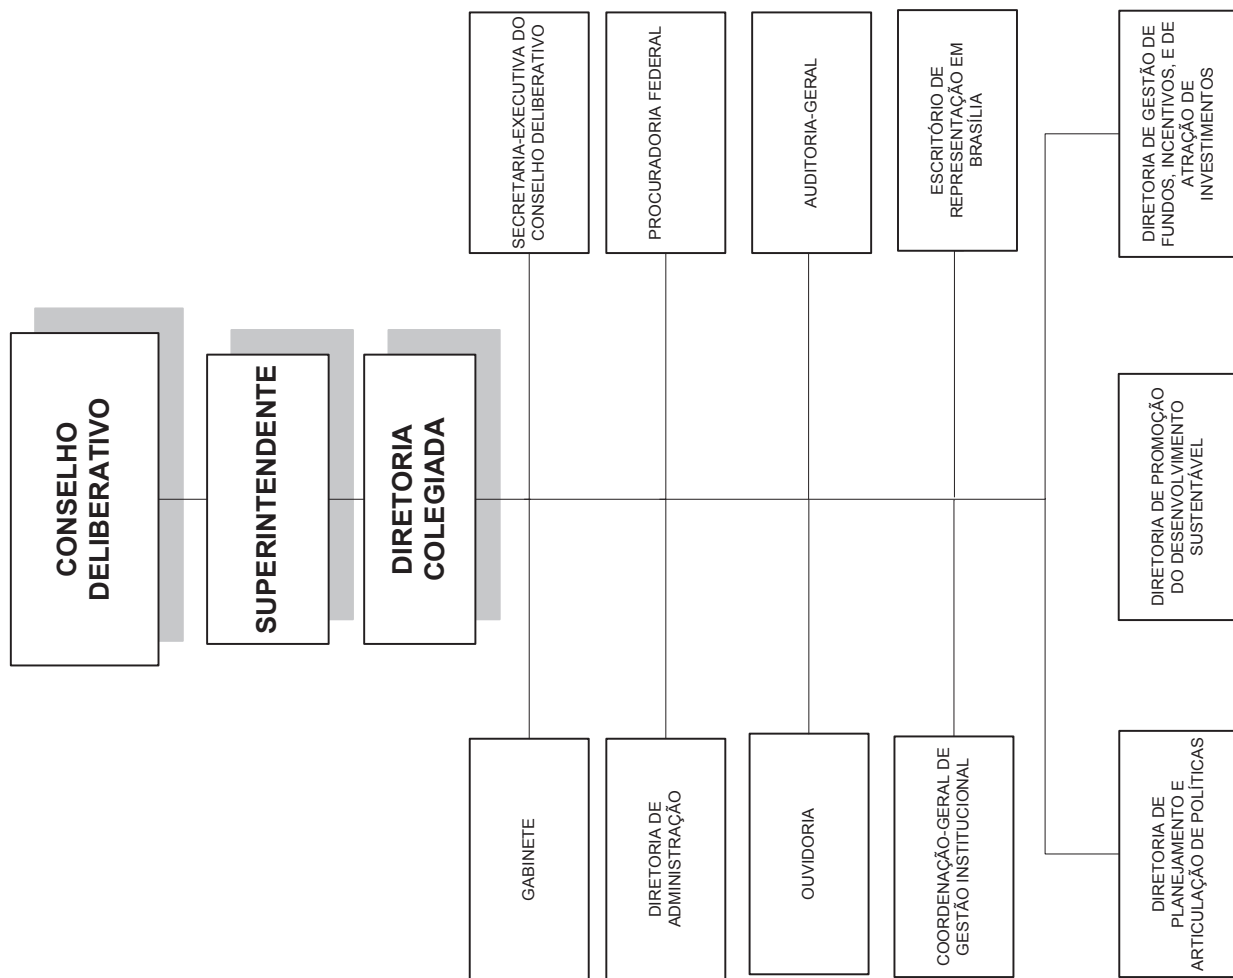 CONSELHO
DELIBERATIVO
SUPERINTENDENTE
DIRETORIA
COLEGIADA
GABINETE
SECRETARIA-EXECUTIVA DO
CONSELHO DELIBERATIVO
DIRETORIA DE
ADMINISTRAÇÃO
PROCURADORIA FEDERAL
OUVIDORIA
AUDITORIA-GERAL
COORDENAÇÃO-GERAL DE
GESTÃO INSTITUCIONAL
ESCRITÓRIO DE
REPRESENTAÇÃO EM
BRASÍLIA
DIRETORIA DE
PLANEJAMENTO E
ARTICULAÇÃO DE POLÍTICAS
DIRETORIA DE PROMOÇÃO
DO DESENVOLVIMENTO
SUSTENTÁVEL
DIRETORIA DE GESTÃO DE
FUNDOS, INCENTIVOS, E DE
ATRAÇÃO DE
INVESTIMENTOS